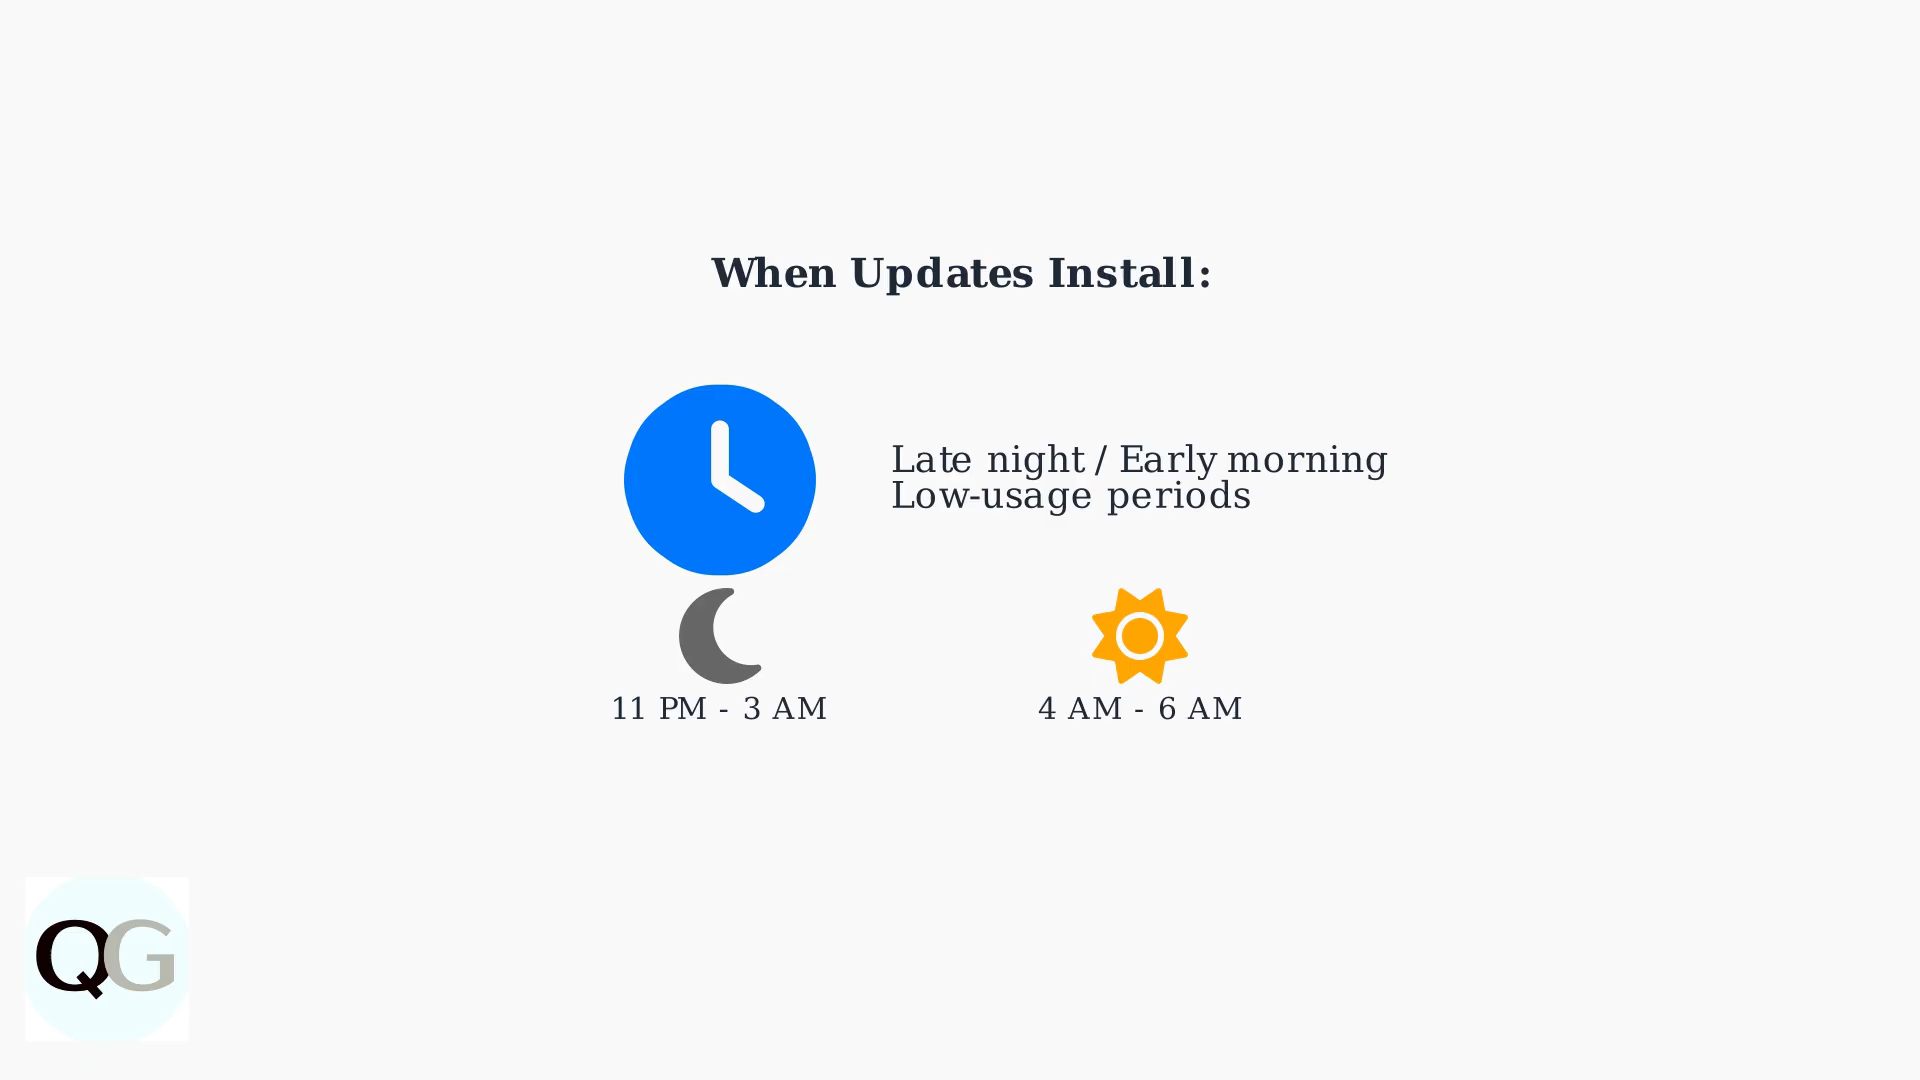 When Updates Install:
Late night / Early morning
Low-usage periods
11 PM - 3 AM
4 AM - 6 AM
QG